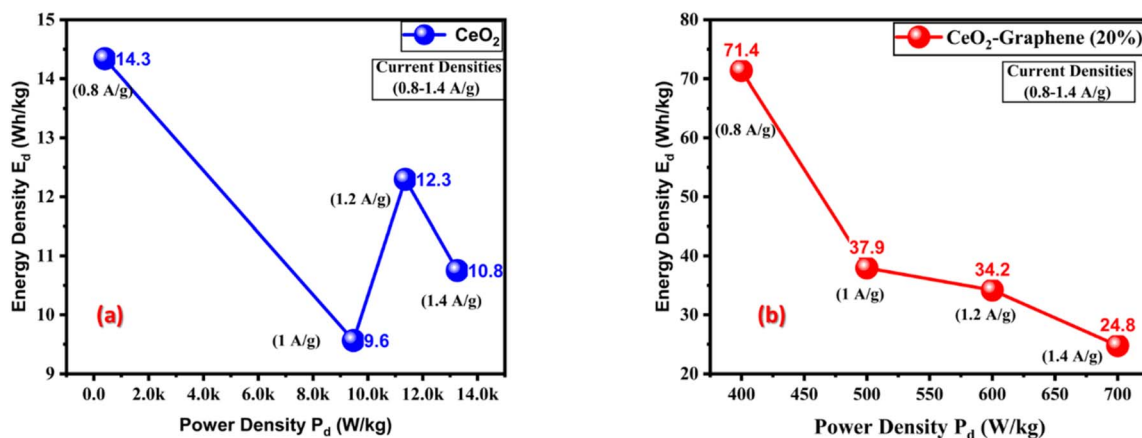 CeO2
Current Densities
(0.8-1.4 A/g)
Energy Density Ed (Wh/kg)
15
14
13
12
11
10
9
14.3
(0.8 A/g)
12.3
(1.2 A/g)
10.8
(1.4 A/g)
(1 A/g)
9.6
(a)
0.0 2.0k 4.0k 6.0k 8.0k 10.0k 12.0k 14.0k
Power Density Pd (W/kg)
CeO2-Graphene (20%)
Current Densities
(0.8-1.4 A/g)
Energy Density Ed (Wh/kg)
80
70
60
50
40
30
20
71.4
(0.8 A/g)
37.9
(1 A/g)
34.2
(1.2 A/g)
24.8
(1.4 A/g)
(b)
400 450 500 550 600 650 700
Power Density Pd (W/kg)